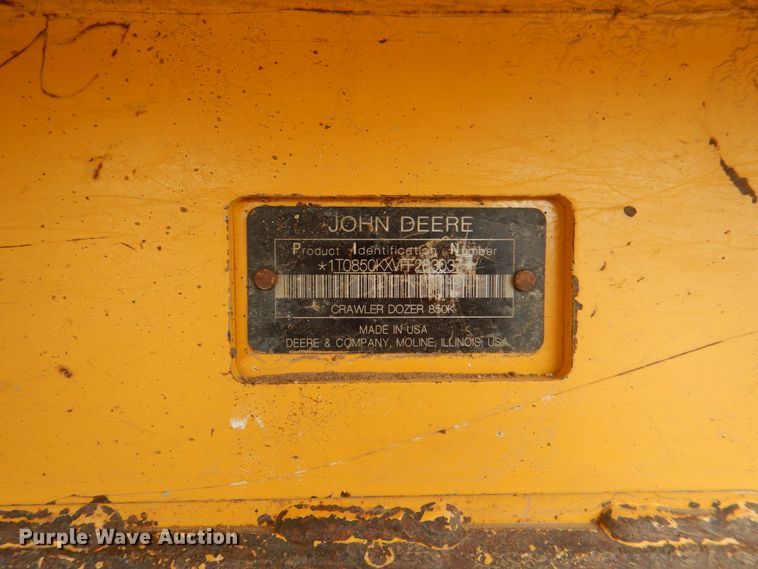 JOHN DEERE
Product Identification Number
CRAWLER DOZER 850K
MADE IN USA
DEERE & COMPANY, MOLINE, ILLINOIS, USA
Purple Wave Auction